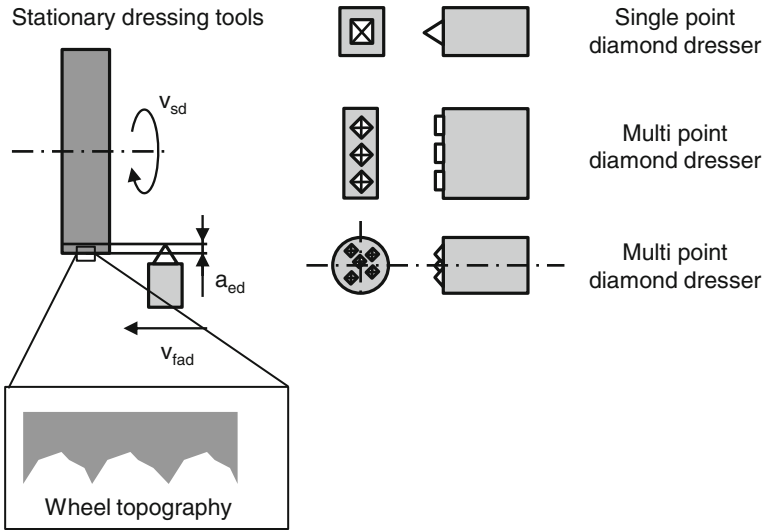 Stationary dressing tools
v_sd
a_ed
v_fad
Wheel topography
Single point
diamond dresser
Multi point
diamond dresser
Multi point
diamond dresser